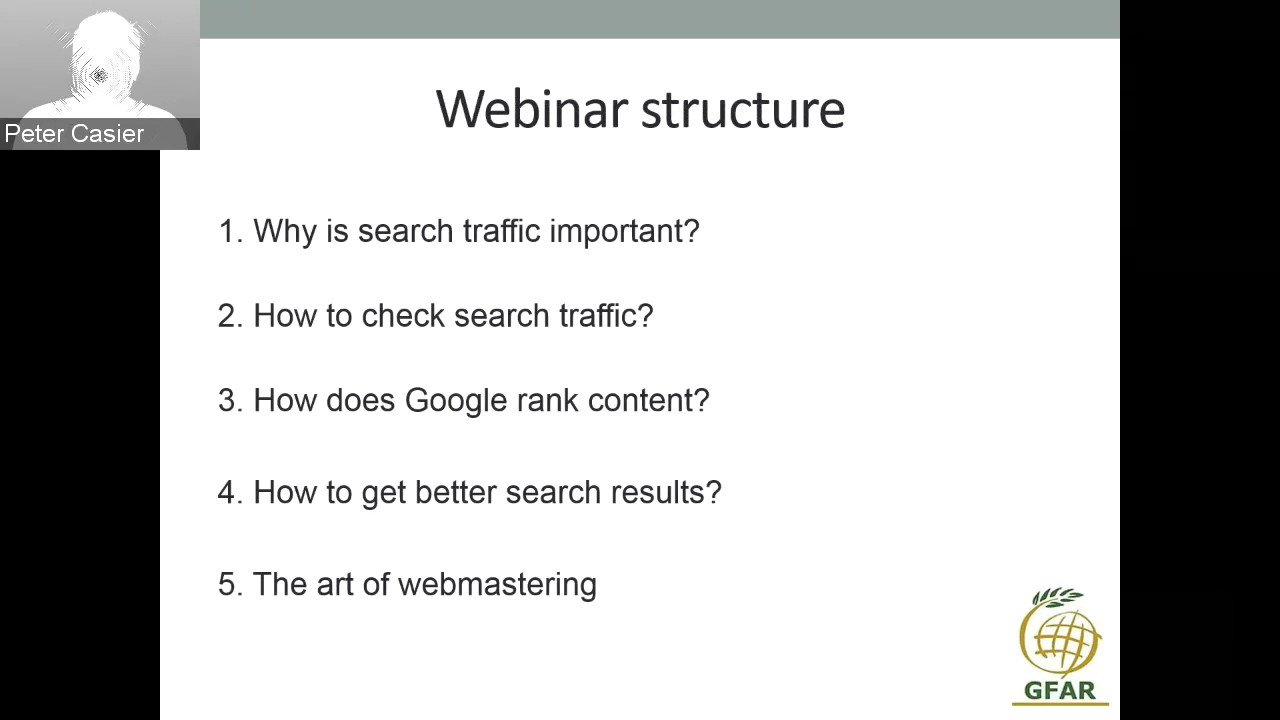 Peter Casier
Webinar structure
1. Why is search traffic important?
2. How to check search traffic?
3. How does Google rank content?
4. How to get better search results?
5. The art of webmastering
GFAR